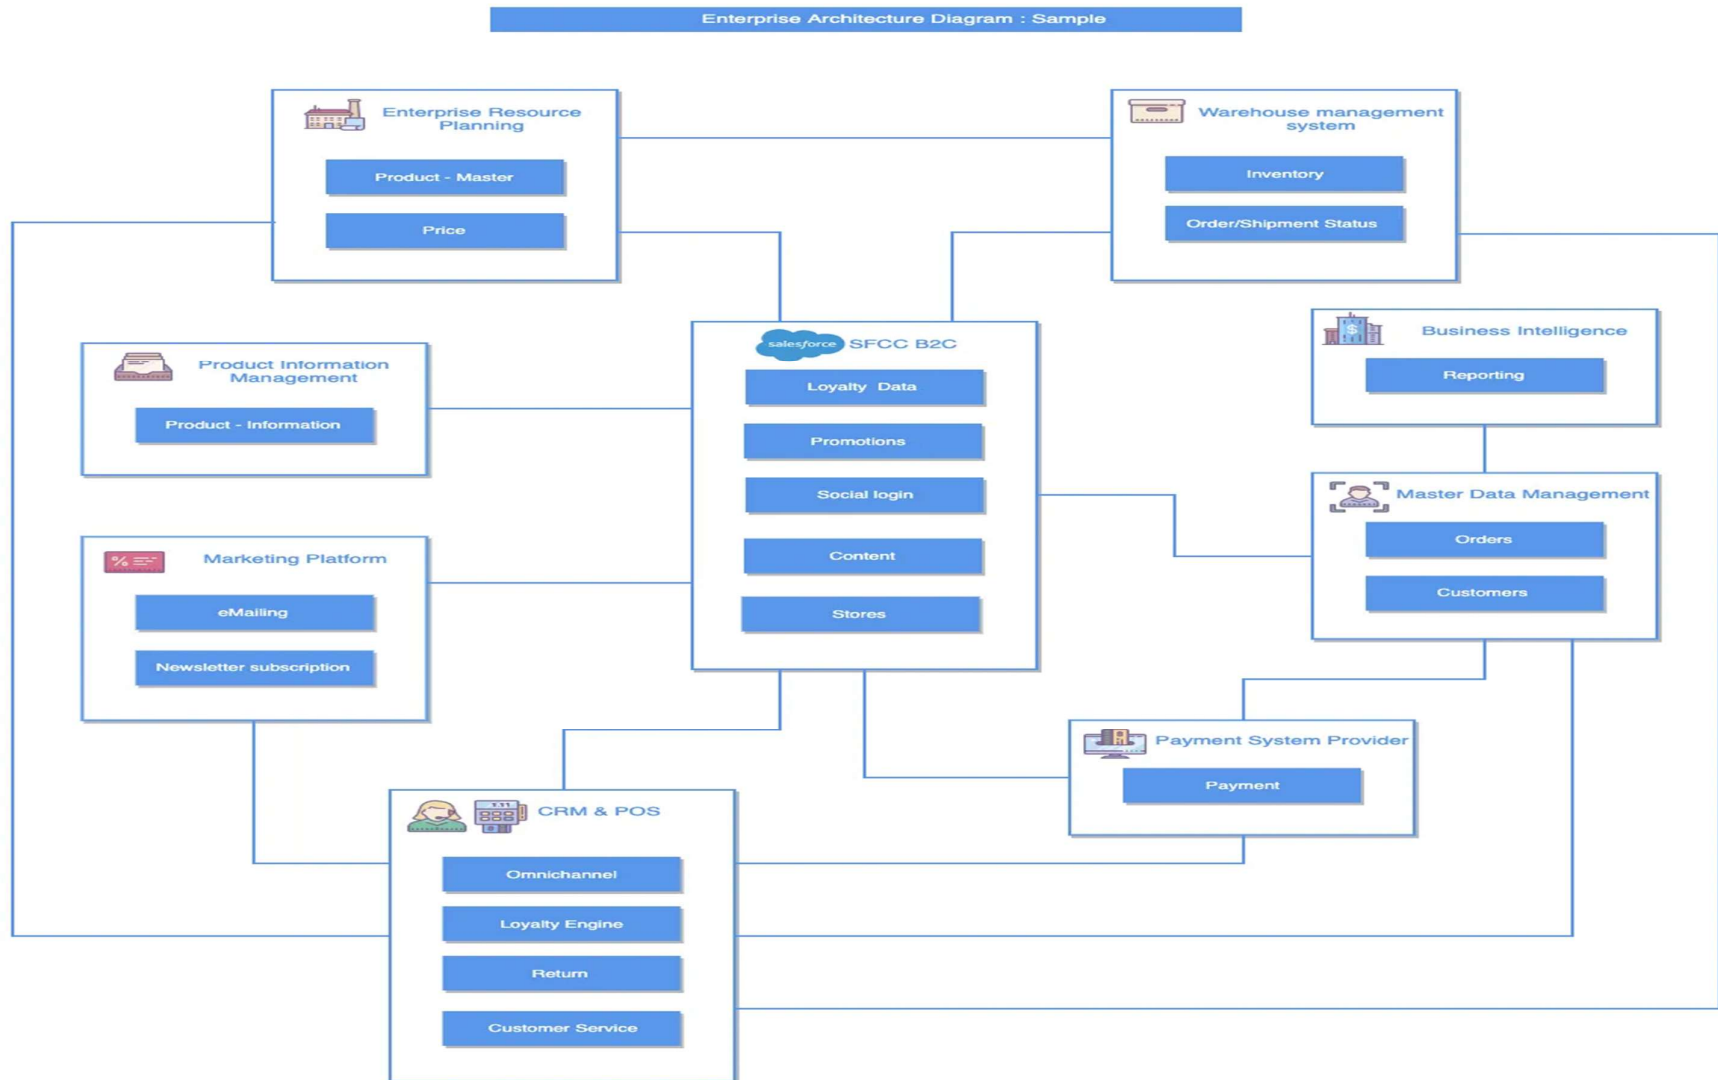 Enterprise Architecture Diagram : Sample
Enterprise Resource
Planning
Product - Master
Price
Warehouse management
system
Inventory
Order/Shipment Status
Product Information
Management
Product - Information
salesforce SFCC B2C
Loyalty Data
Promotions
Social login
Content
Stores
Business Intelligence
Reporting
Master Data Management
Orders
Customers
Marketing Platform
eMailing
Newsletter subscription
Payment System Provider
Payment
CRM & POS
Omnichannel
Loyalty Engine
Return
Customer Service